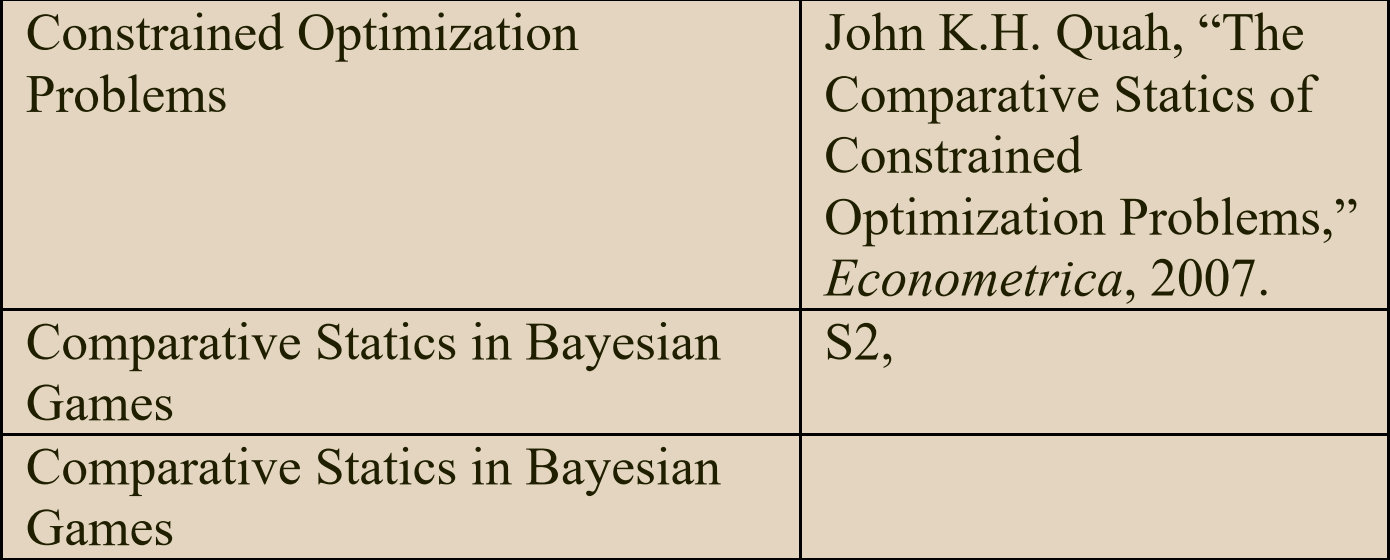 Constrained Optimization
Problems
John K.H. Quah, “The
Comparative Statics of
Constrained
Optimization Problems,”
Econometrica, 2007.
Comparative Statics in Bayesian
Games
S2,
Comparative Statics in Bayesian
Games